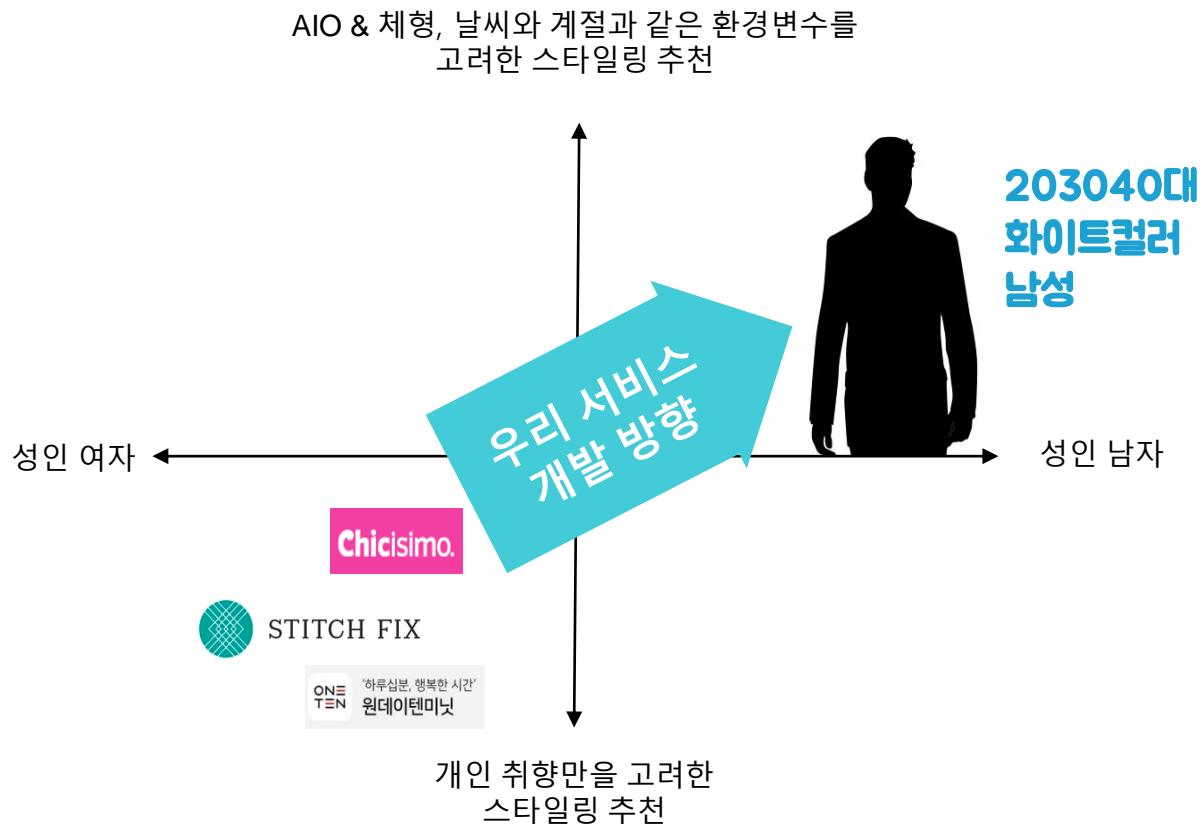 AIO & 체형, 날씨와 계절과 같은 환경변수를
고려한 스타일링 추천
203040대
화이트컬러
남성
우리 서비스
개발 방향
성인 여자
성인 남자
Chicisimo.
STITCH FIX
ONE
TEN
'하루십분, 행복한 시간'
원데이텐미닛
개인 취향만을 고려한
스타일링 추천